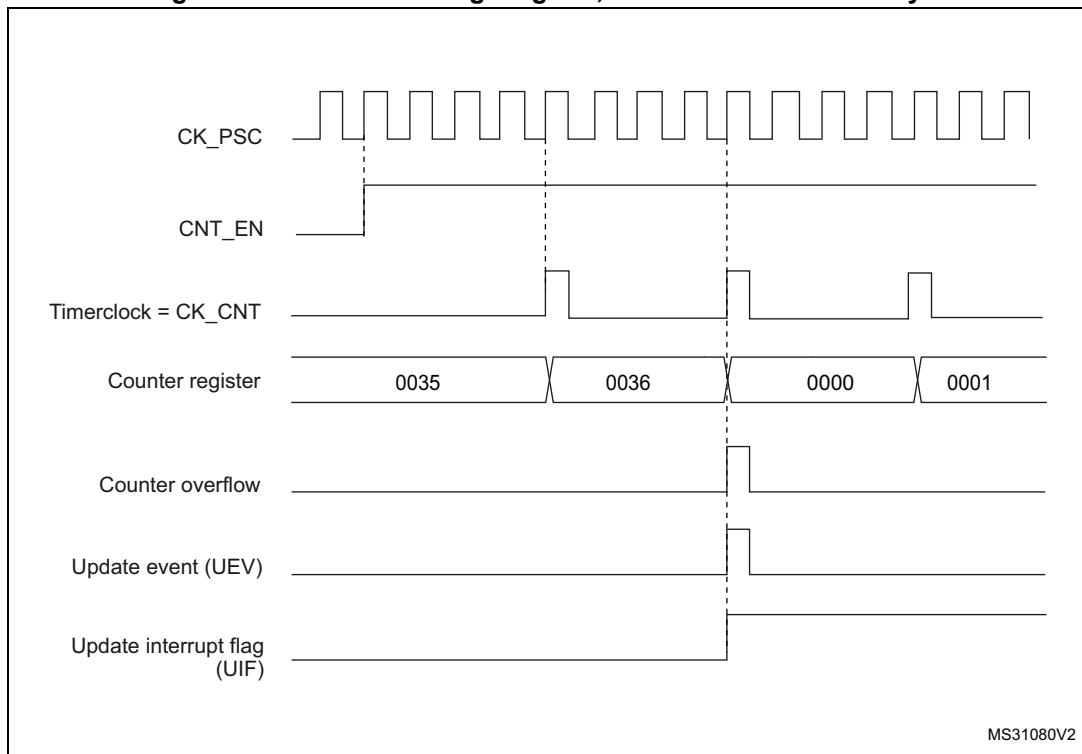 CK_PSC
CNT_EN
Timerclock = CK_CNT
Counter register
0035
0036
0000
0001
Counter overflow
Update event (UEV)
Update interrupt flag
(UIF)
MS31080V2